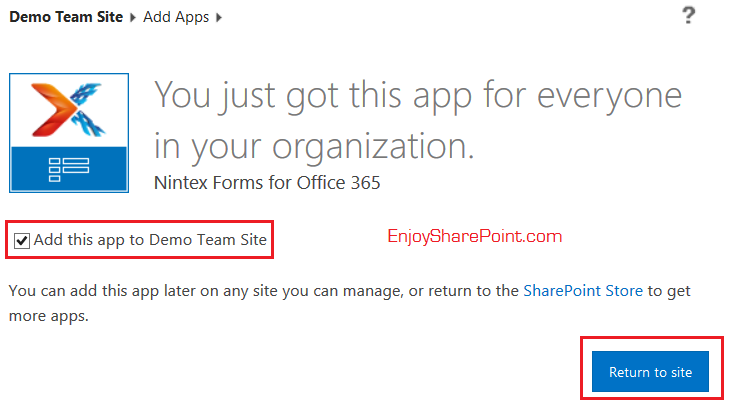 Demo Team Site ▸ Add Apps ▸ ?
You just got this app for everyone
in your organization.
Nintex Forms for Office 365
Add this app to Demo Team Site
EnjoySharePoint.com
You can add this app later on any site you can manage, or return to the SharePoint Store to get
more apps.
Return to site